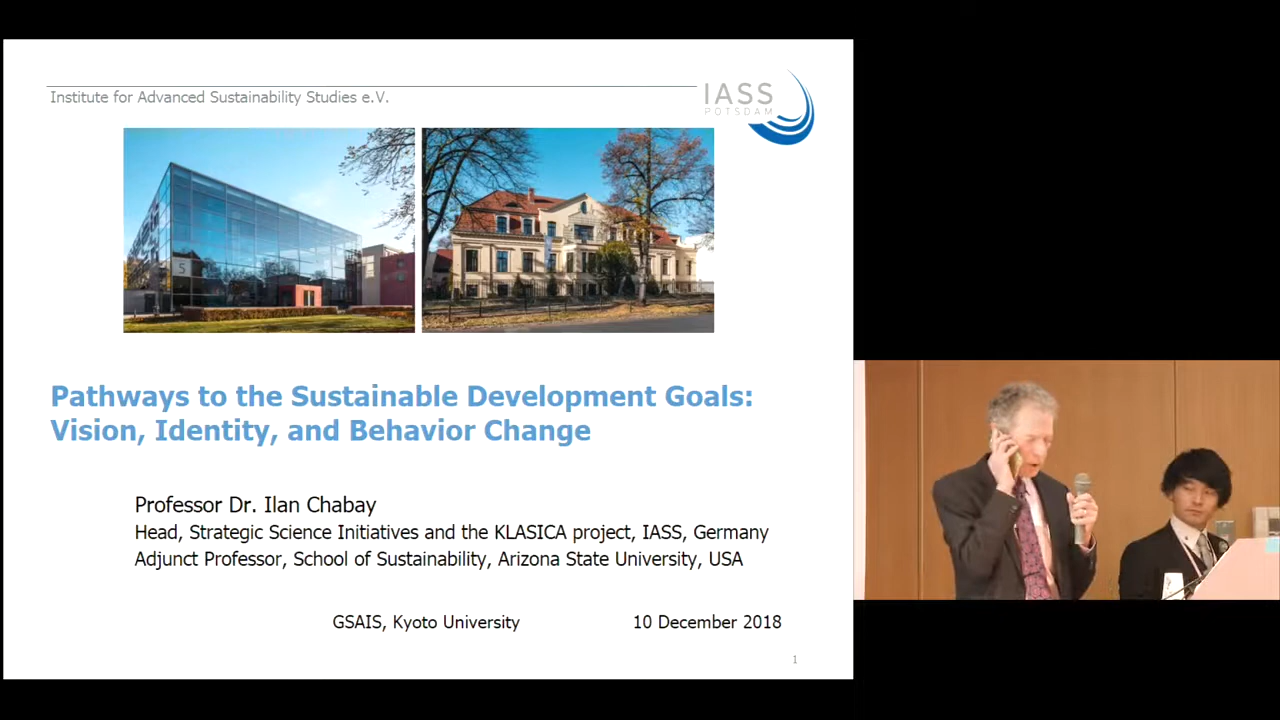 Institute for Advanced Sustainability Studies e.V.
IASS
POTSDAM
5
Pathways to the Sustainable Development Goals:
Vision, Identity, and Behavior Change
Professor Dr. Ilan Chabay
Head, Strategic Science Initiatives and the KLASICA project, IASS, Germany
Adjunct Professor, School of Sustainability, Arizona State University, USA
GSAIS, Kyoto University 10 December 2018
1